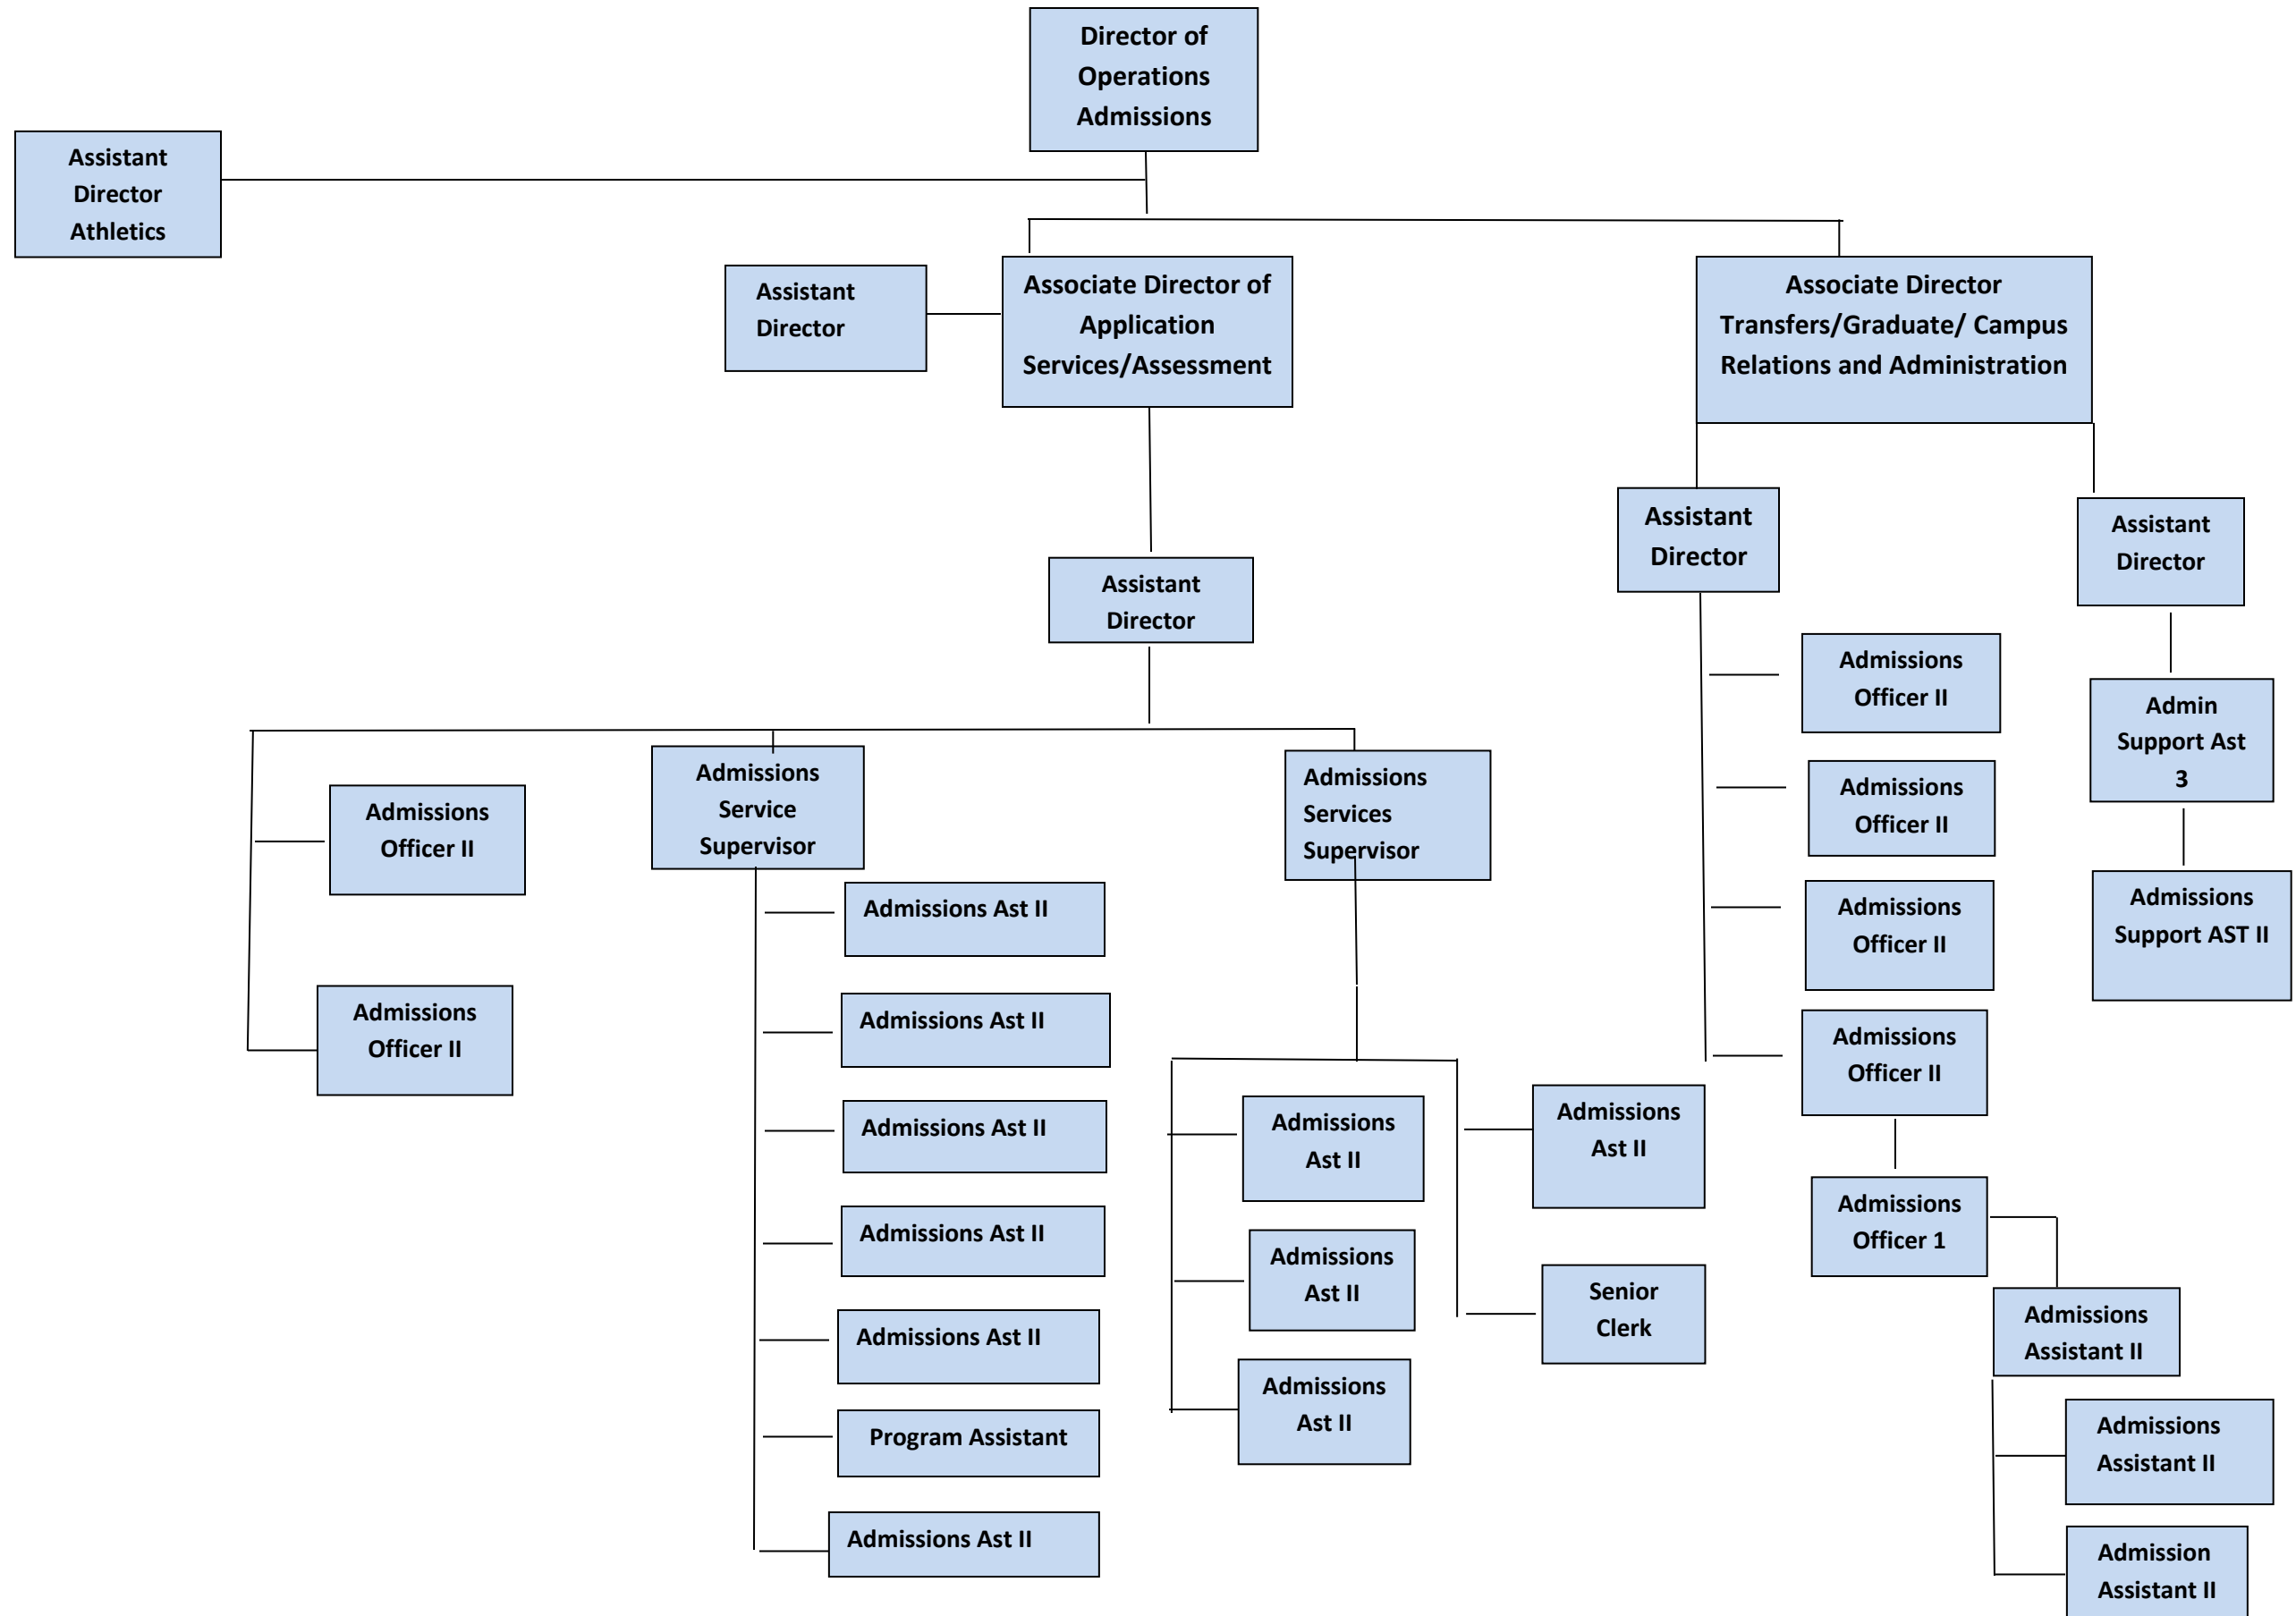 Director of
Operations
Admissions
Assistant
Director
Athletics
Assistant
Director
Associate Director of
Application
Services/Assessment
Associate Director
Transfers/Graduate/ Campus
Relations and Administration
Assistant
Director
Assistant
Director
Assistant
Director
Admissions
Officer II
Admissions
Officer II
Admissions
Service
Supervisor
Admissions Ast II
Admissions Ast II
Admissions Ast II
Admissions Ast II
Admissions Ast II
Program Assistant
Admissions Ast II
Admissions
Services
Supervisor
Admissions
Ast II
Admissions
Ast II
Admissions
Ast II
Admissions
Ast II
Senior
Clerk
Admissions
Officer II
Admissions
Officer II
Admissions
Officer II
Admissions
Officer II
Admissions
Officer 1
Admissions
Assistant II
Admissions
Assistant II
Admission
Assistant II
Admin
Support Ast
3
Admissions
Support AST II